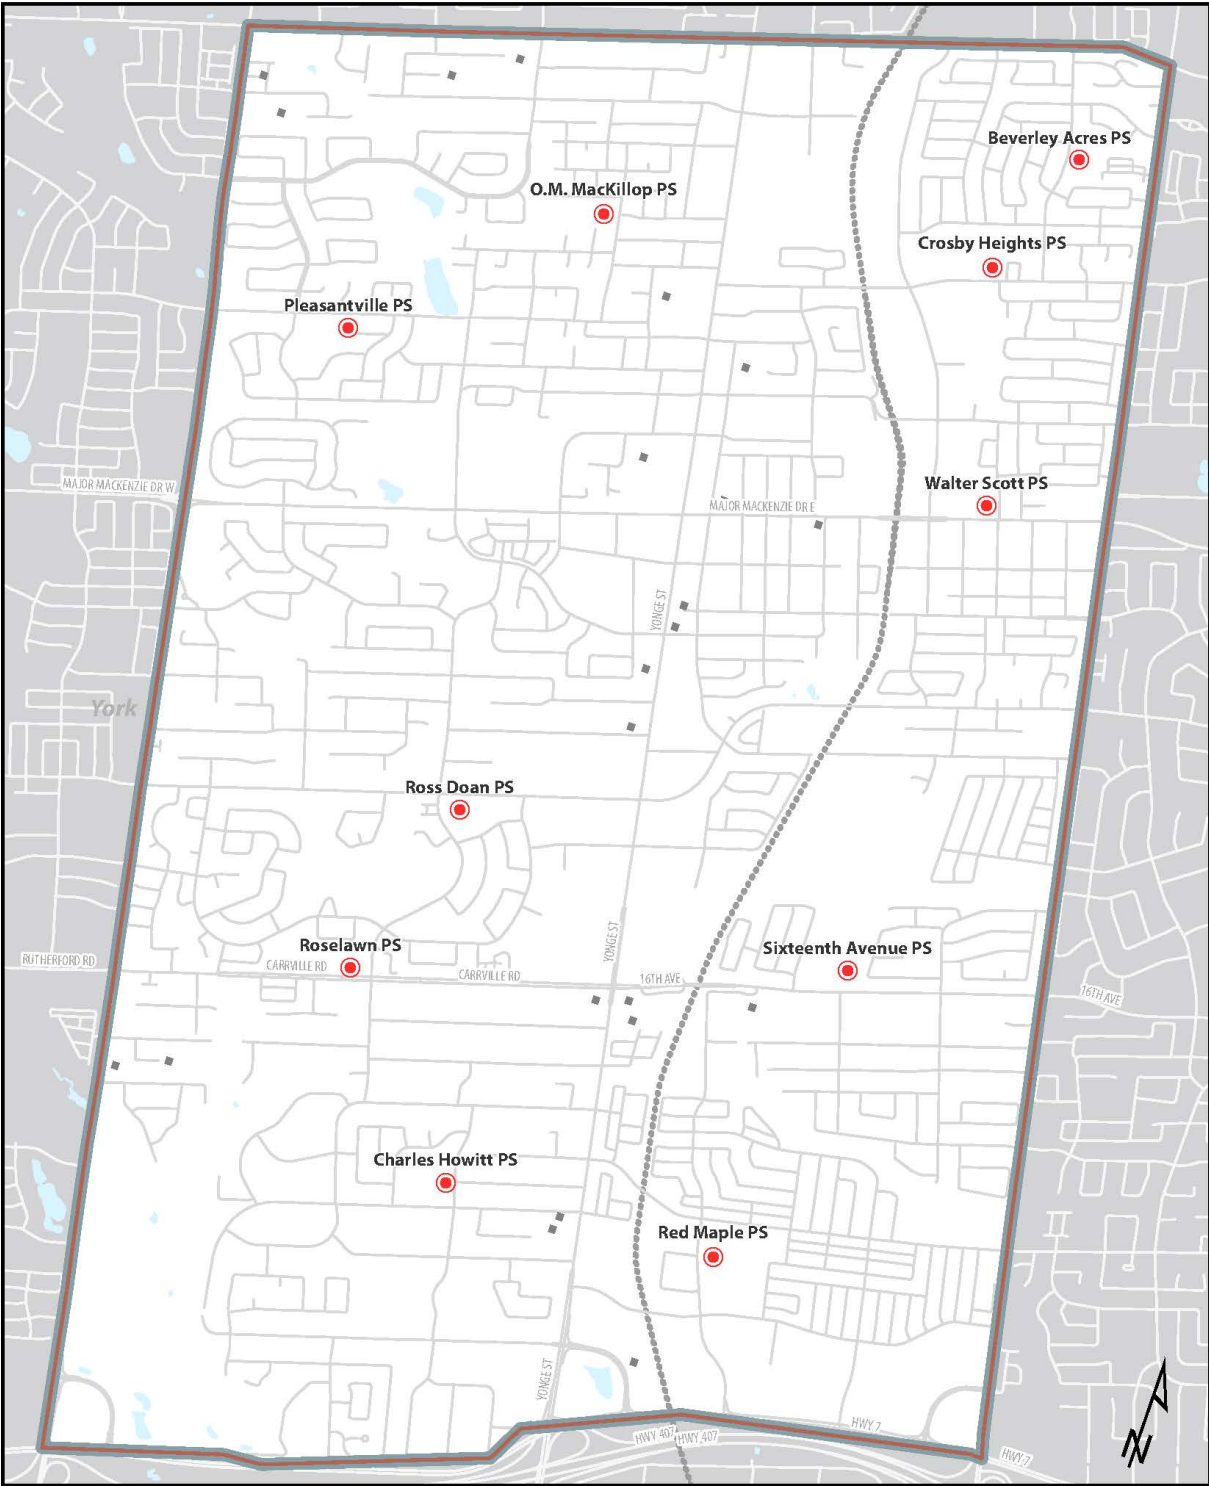 Beverley Acres PS
O.M. MacKillop PS
Crosby Heights PS
Pleasantville PS
Walter Scott PS
MAJOR MACKENZIE DR W
MAJOR MACKENZIE DR E
YONGE ST
York
Ross Doan PS
YONGE ST
Roselawn PS
Sixteenth Avenue PS
RUTHERFORD RD
CARRVILLE RD
CARRVILLE RD
16TH AVE
16TH AVE
Charles Howitt PS
Red Maple PS
YONGE ST
HWY 7
HWY 407
HWY 407
HWY 7
N